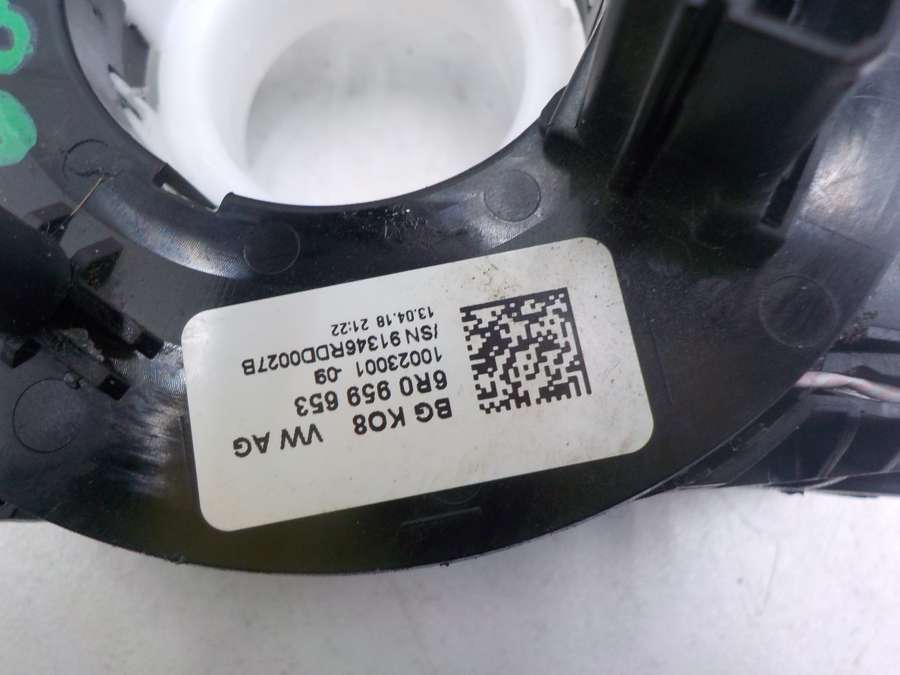 BG KO8 VW AG
6R0 959 653
10023001 -09
/SN 91346RDD0027B
13.04.18 21:22